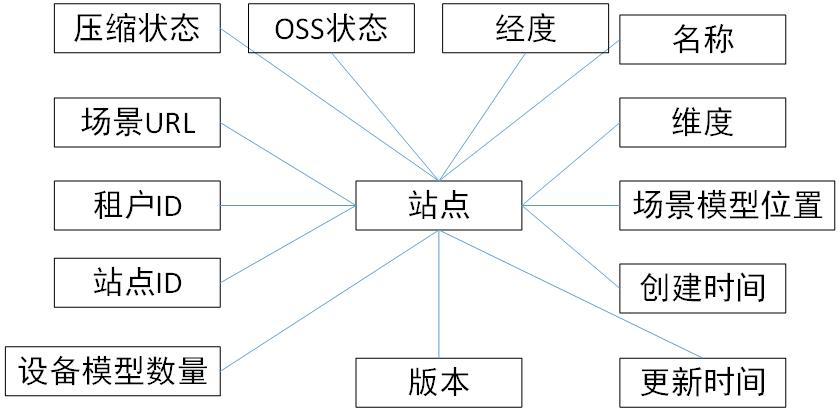 压缩状态
OSS状态
经度
名称
场景URL
维度
租户ID
站点
场景模型位置
站点ID
创建时间
设备模型数量
版本
更新时间